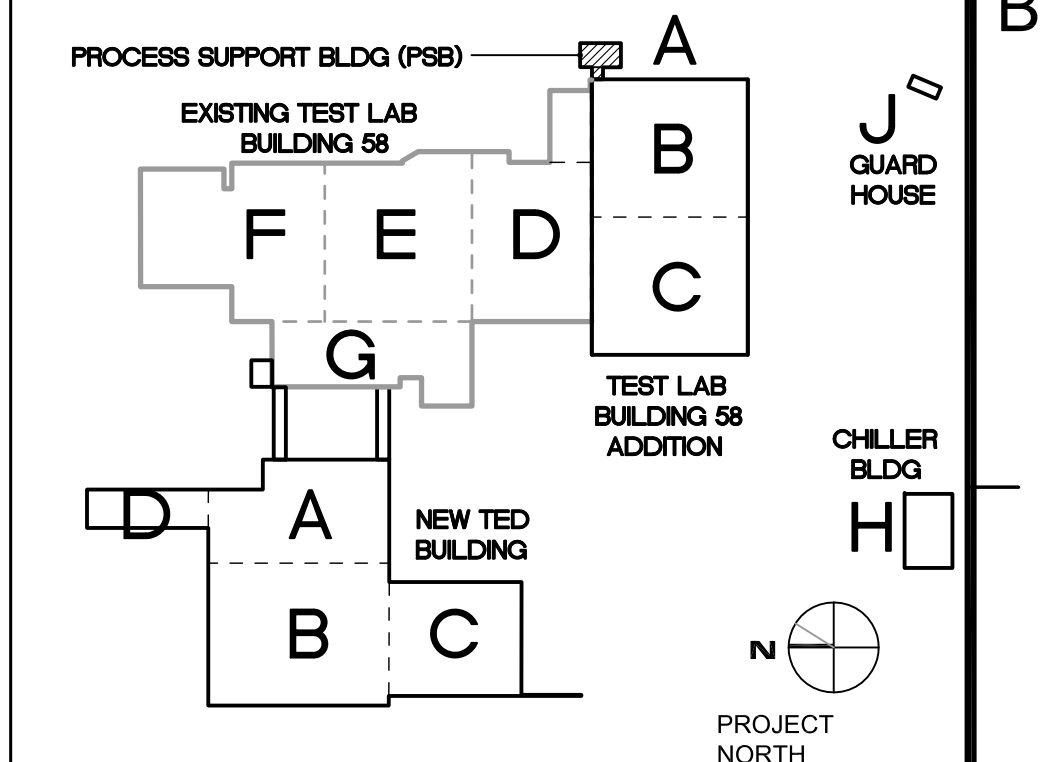 B
PROCESS SUPPORT BLDG (PSB)
A
EXISTING TEST LAB
BUILDING 58
B
J
GUARD
HOUSE
F
E
D
C
G
TEST LAB
BUILDING 58
ADDITION
CHILLER
BLDG
H
D
A
NEW TED
BUILDING
B
C
N
PROJECT
NORTH